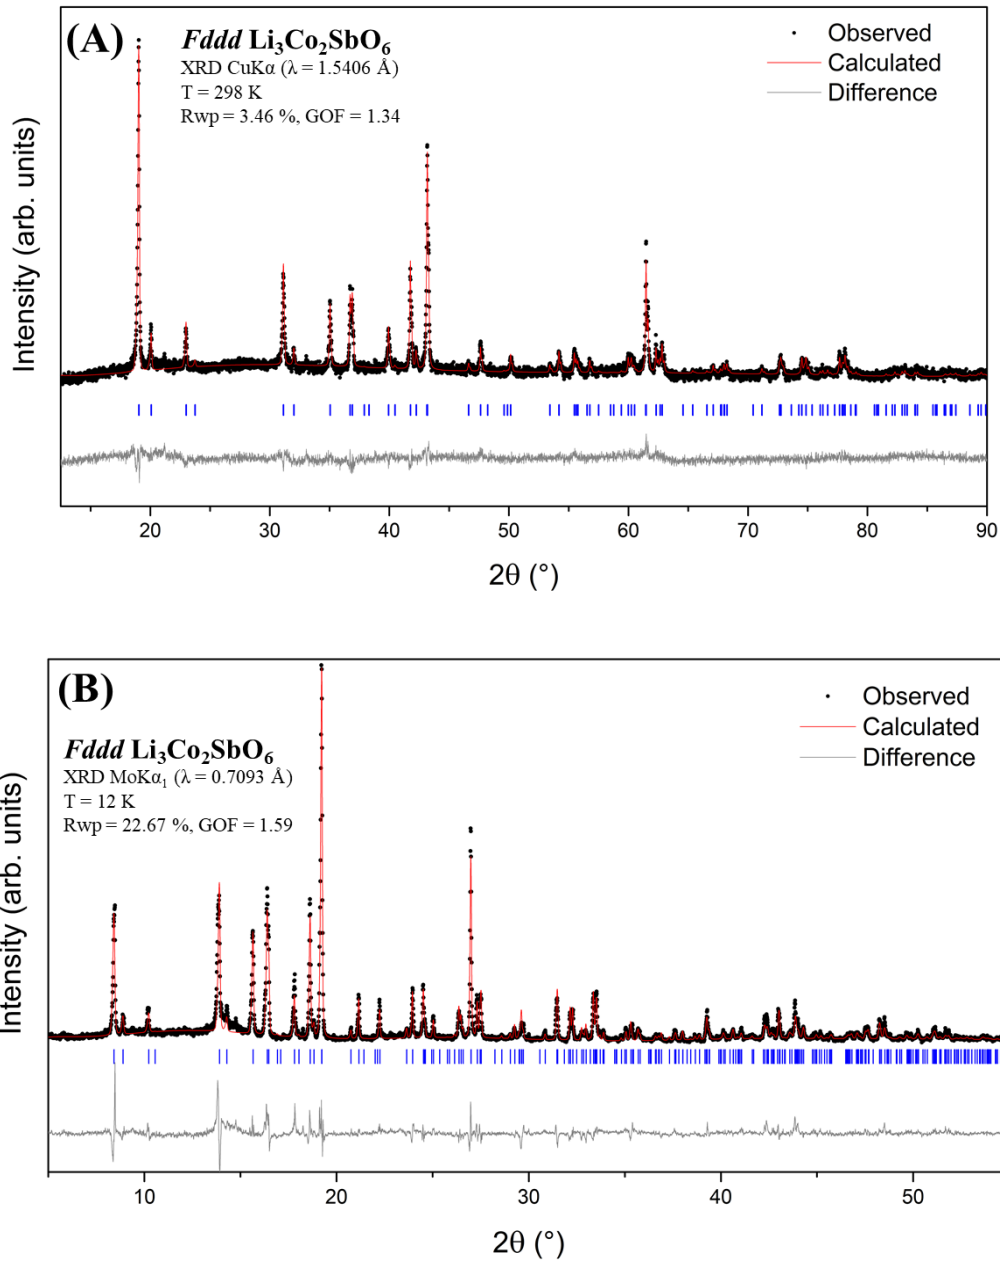 (A)
Fddd Li₃Co₂SbO₆
XRD CuKα (λ = 1.5406 Å)
T = 298 K
Rwp = 3.46 %, GOF = 1.34
Observed
Calculated
Difference
Intensity (arb. units)
20 30 40 50 60 70 80 90
2θ (°)
(B)
Fddd Li₃Co₂SbO₆
XRD MoKα₁ (λ = 0.7093 Å)
T = 12 K
Rwp = 22.67 %, GOF = 1.59
Observed
Calculated
Difference
Intensity (arb. units)
10 20 30 40 50
2θ (°)